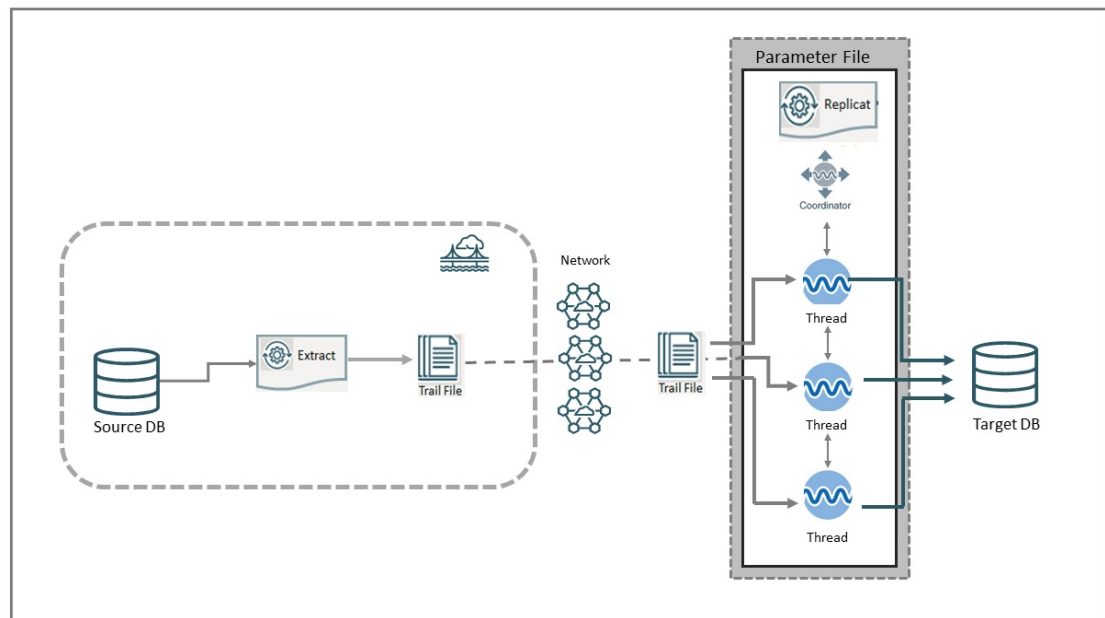 Parameter File
Replicat
Coordinator
Network
Thread
Extract
Trail File
Trail File
Source DB
Thread
Target DB
Thread